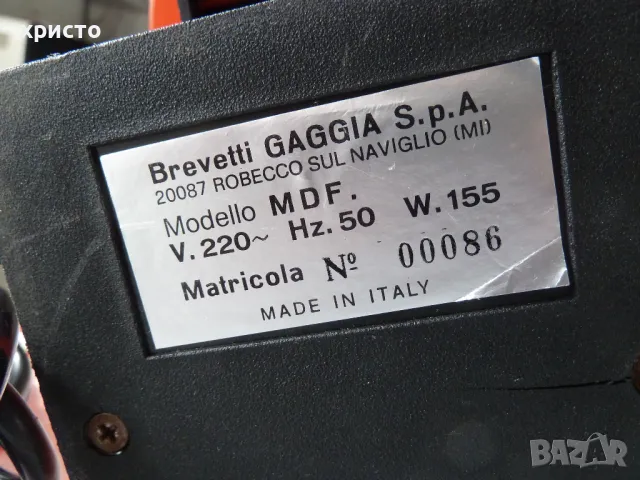 христо
Brevetti GAGGIA S.p.A.
20087 ROBECCO SUL NAVIGLIO (MI)
Modello MDF.
V. 220~ Hz. 50 W. 155
Matricola Nº 00086
MADE IN ITALY
BAZAR